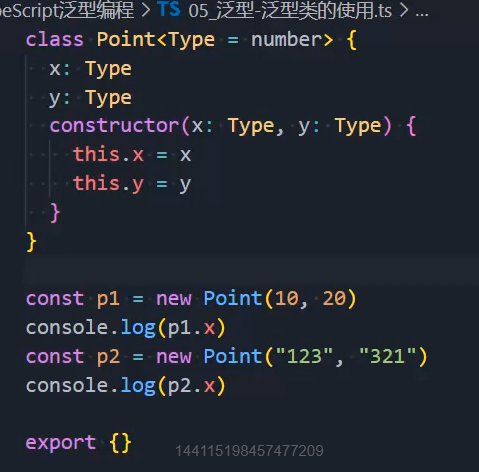 peScript泛型编程 > TS 05_泛型-泛型类的使用.ts > ...
class Point<Type = number> {
  x: Type
  y: Type
  constructor(x: Type, y: Type) {
    this.x = x
    this.y = y
  }
}
const p1 = new Point(10, 20)
console.log(p1.x)
const p2 = new Point("123", "321")
console.log(p2.x)
export {}
144115198457477209